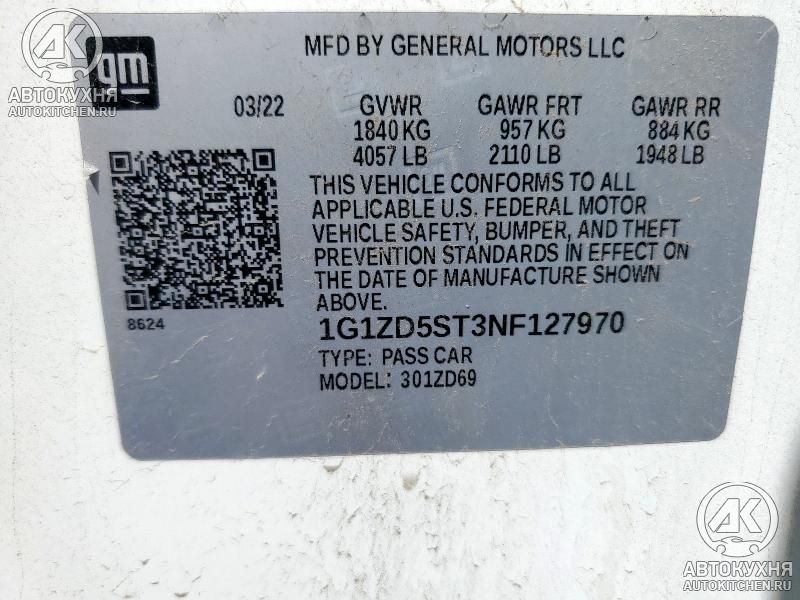 gm
АВТОКУХНЯ
AUTOKITCHEN.RU
MFD BY GENERAL MOTORS LLC
03/22 GVWR GAWR FRT GAWR RR
1840 KG 957 KG 884 KG
4057 LB 2110 LB 1948 LB
THIS VEHICLE CONFORMS TO ALL
APPLICABLE U.S. FEDERAL MOTOR
VEHICLE SAFETY, BUMPER, AND THEFT
PREVENTION STANDARDS IN EFFECT ON
THE DATE OF MANUFACTURE SHOWN
ABOVE.
8624
1G1ZD5ST3NF127970
TYPE: PASS CAR
MODEL: 301ZD69
АК
АВТОКУХНЯ
AUTOKITCHEN.RU